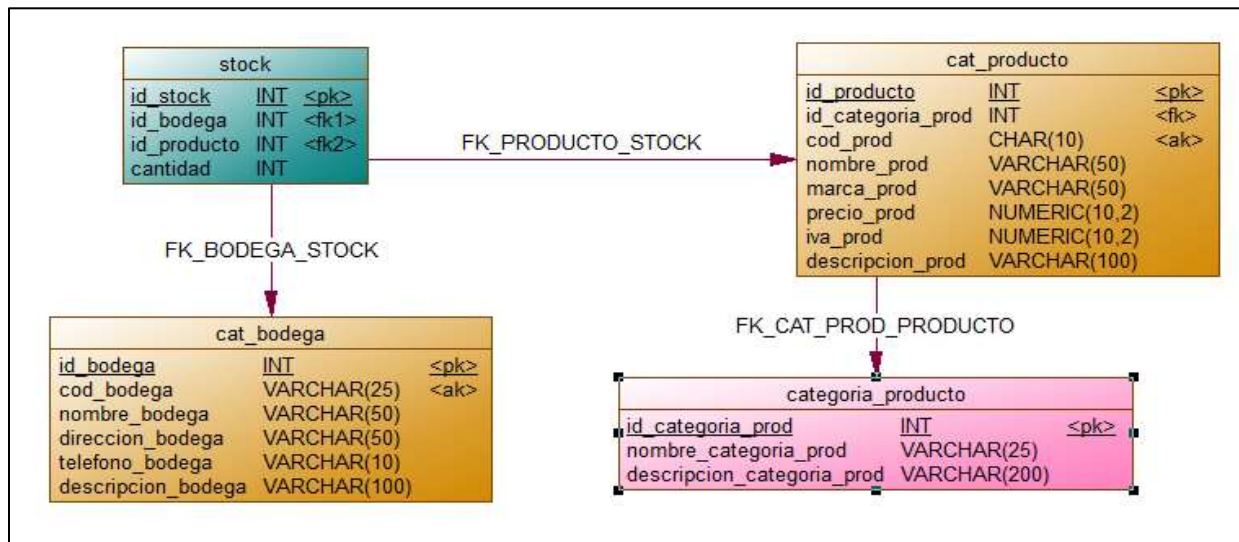 stock
id_stock INT <pk>
id_bodega INT <fk1>
id_producto INT <fk2>
cantidad INT
FK_PRODUCTO_STOCK
cat_producto
id_producto INT <pk>
id_categoria_prod INT <fk>
cod_prod CHAR(10) <ak>
nombre_prod VARCHAR(50)
marca_prod VARCHAR(50)
precio_prod NUMERIC(10,2)
iva_prod NUMERIC(10,2)
descripcion_prod VARCHAR(100)
FK_BODEGA_STOCK
cat_bodega
id_bodega INT <pk>
cod_bodega VARCHAR(25) <ak>
nombre_bodega VARCHAR(50)
direccion_bodega VARCHAR(50)
telefono_bodega VARCHAR(10)
descripcion_bodega VARCHAR(100)
FK_CAT_PROD_PRODUCTO
categoria_producto
id_categoria_prod INT <pk>
nombre_categoria_prod VARCHAR(25)
descripcion_categoria_prod VARCHAR(200)